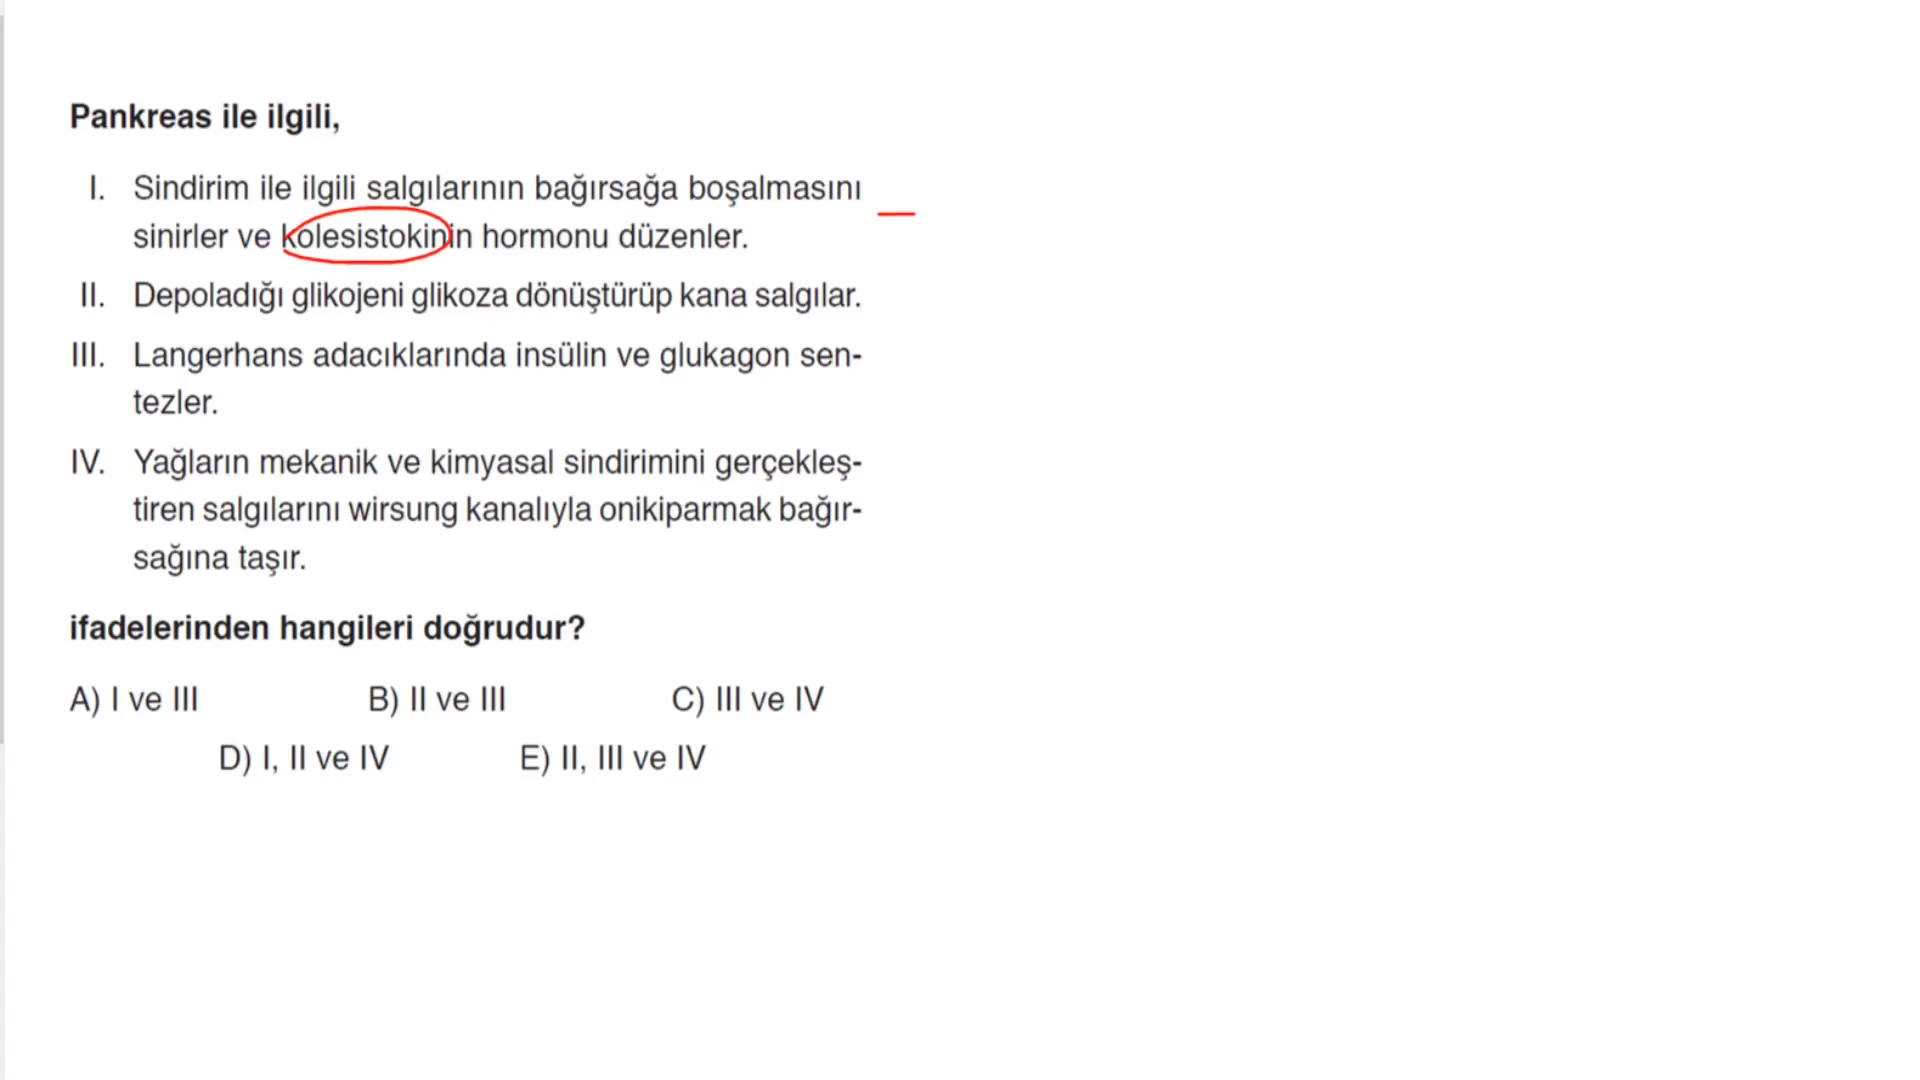 Pankreas ile ilgili,
I. Sindirim ile ilgili salgılarının bağırsağa boşalmasını
sinirler ve kolesistokinin hormonu düzenler.
II. Depoladığı glikojeni glikoza dönüştürüp kana salgılar.
III. Langerhans adacıklarında insülin ve glukagon sen-
tezler.
IV. Yağların mekanik ve kimyasal sindirimini gerçekleş-
tiren salgılarını wirsung kanalıyla onikiparmak bağır-
sağına taşır.
ifadelerinden hangileri doğrudur?
A) I ve III B) II ve III C) III ve IV
D) I, II ve IV E) II, III ve IV